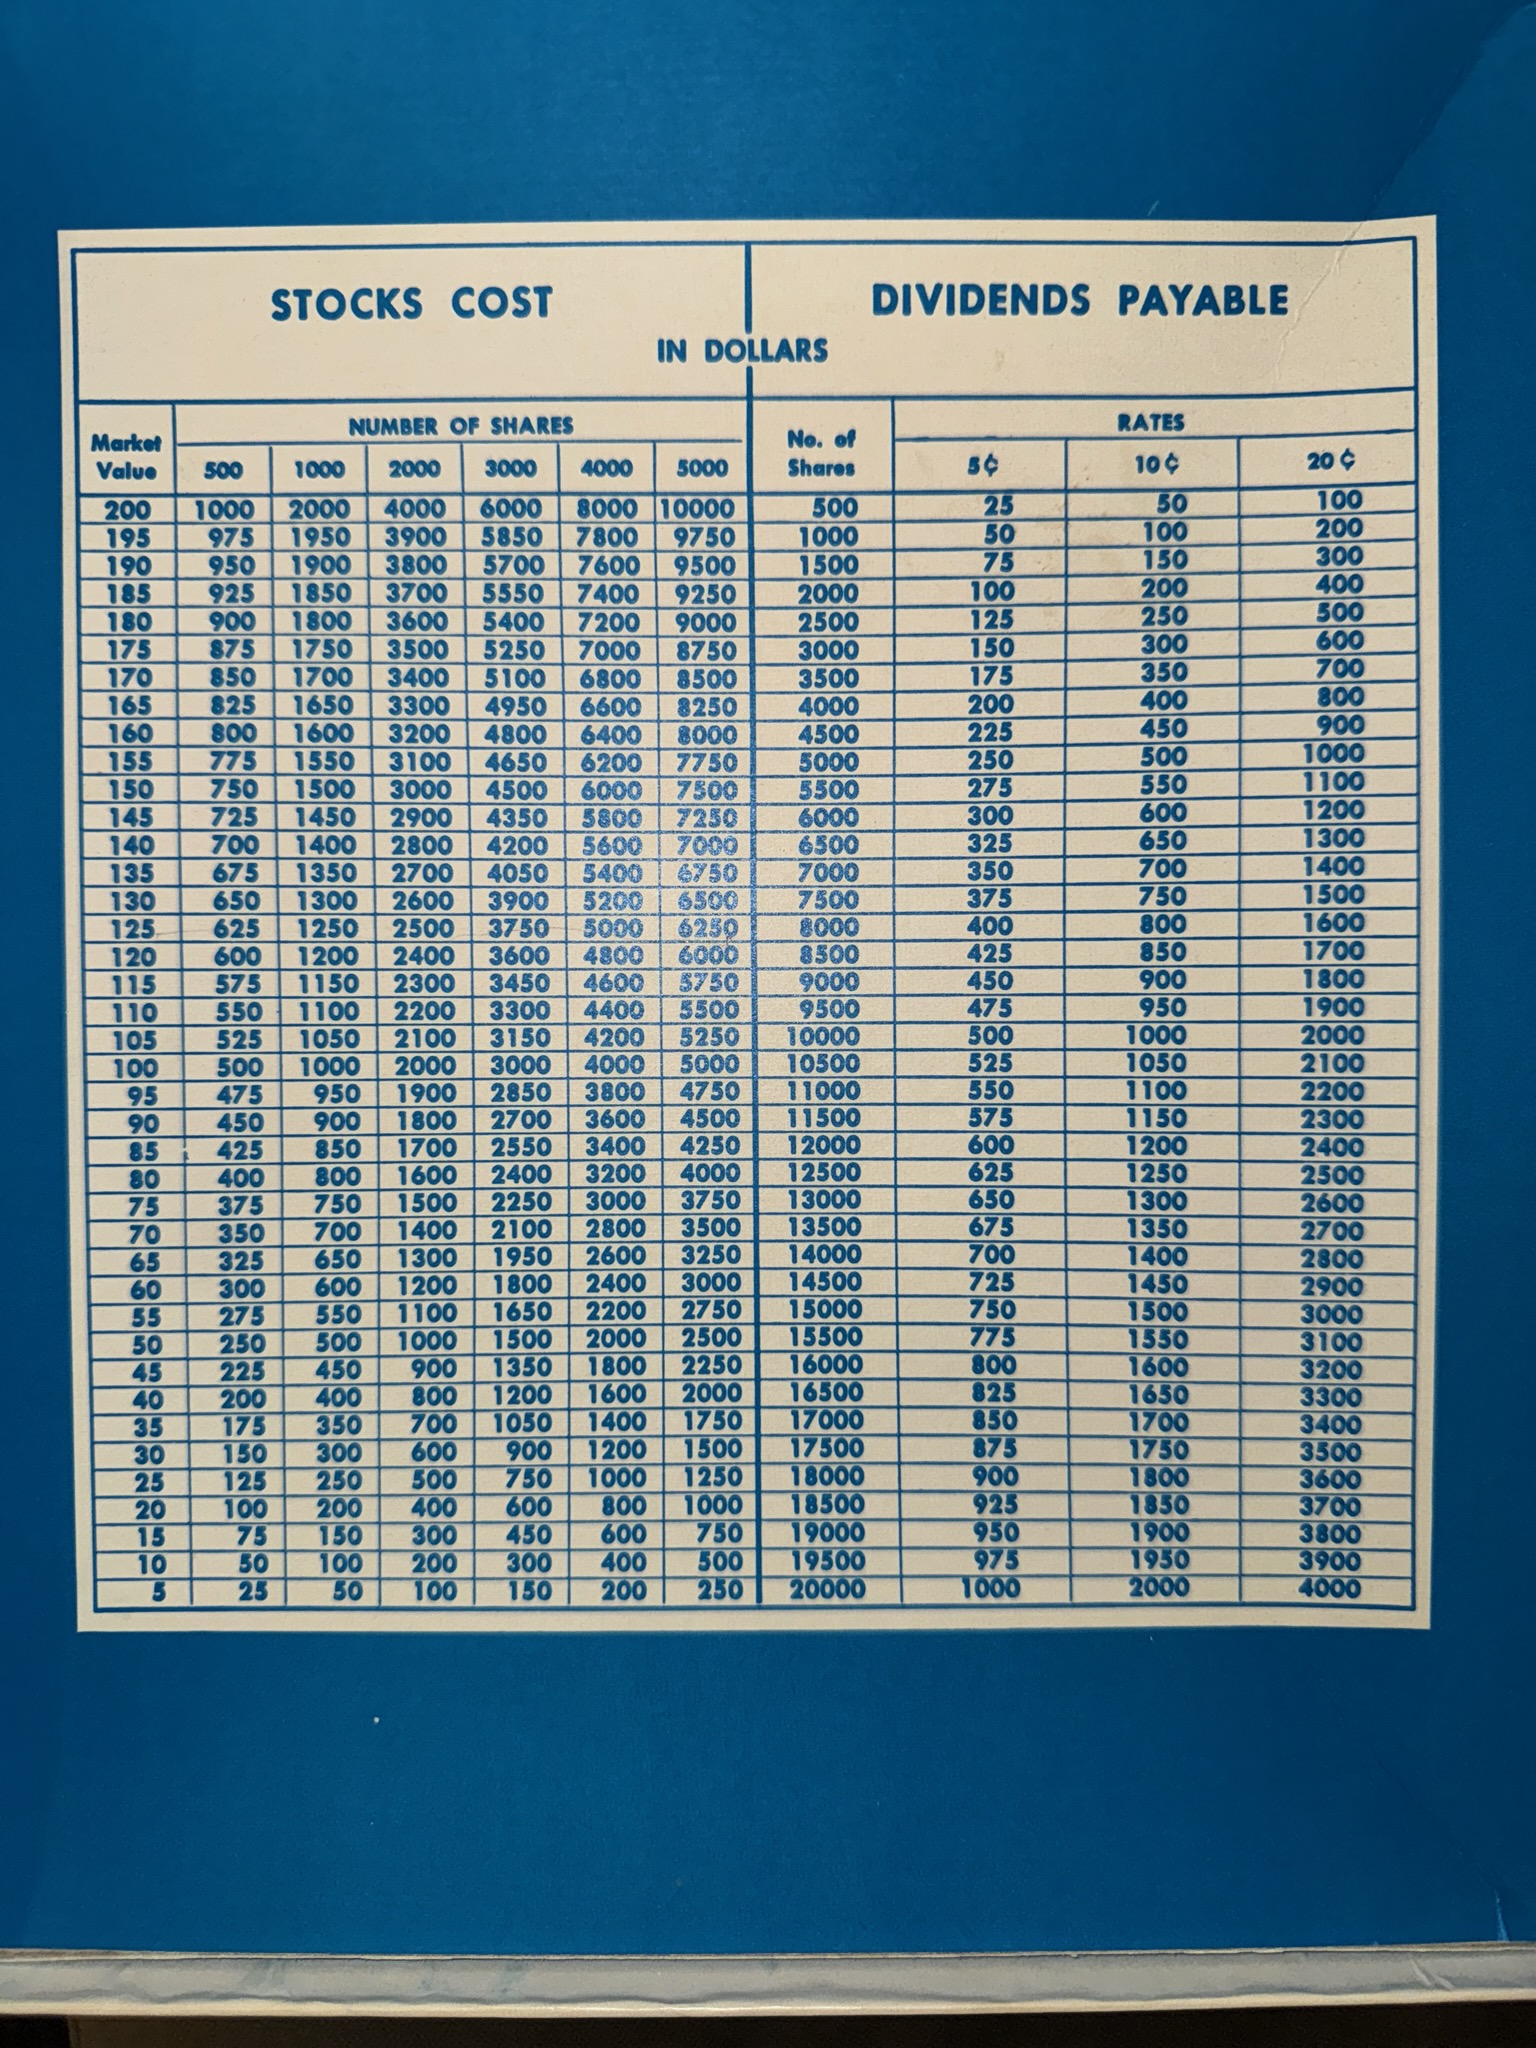 STOCKS COST DIVIDENDS PAYABLE
IN DOLLARS
Market Value NUMBER OF SHARES No. of Shares RATES
500 1000 2000 3000 4000 5000 5¢ 10¢ 20¢
200 1000 2000 4000 6000 8000 10000 500 25 50 100
195 975 1950 3900 5850 7800 9750 1000 50 100 200
190 950 1900 3800 5700 7600 9500 1500 75 150 300
185 925 1850 3700 5550 7400 9250 2000 100 200 400
180 900 1800 3600 5400 7200 9000 2500 125 250 500
175 875 1750 3500 5250 7000 8750 3000 150 300 600
170 850 1700 3400 5100 6800 8500 3500 175 350 700
165 825 1650 3300 4950 6600 8250 4000 200 400 800
160 800 1600 3200 4800 6400 8000 4500 225 450 900
155 775 1550 3100 4650 6200 7750 5000 250 500 1000
150 750 1500 3000 4500 6000 7500 5500 275 550 1100
145 725 1450 2900 4350 5800 7250 6000 300 600 1200
140 700 1400 2800 4200 5600 7000 6500 325 650 1300
135 675 1350 2700 4050 5400 6750 7000 350 700 1400
130 650 1300 2600 3900 5200 6500 7500 375 750 1500
125 625 1250 2500 3750 5000 6250 8000 400 800 1600
120 600 1200 2400 3600 4800 6000 8500 425 850 1700
115 575 1150 2300 3450 4600 5750 9000 450 900 1800
110 550 1100 2200 3300 4400 5500 9500 475 950 1900
105 525 1050 2100 3150 4200 5250 10000 500 1000 2000
100 500 1000 2000 3000 4000 5000 10500 525 1050 2100
95 475 950 1900 2850 3800 4750 11000 550 1100 2200
90 450 900 1800 2700 3600 4500 11500 575 1150 2300
85 425 850 1700 2550 3400 4250 12000 600 1200 2400
80 400 800 1600 2400 3200 4000 12500 625 1250 2500
75 375 750 1500 2250 3000 3750 13000 650 1300 2600
70 350 700 1400 2100 2800 3500 13500 675 1350 2700
65 325 650 1300 1950 2600 3250 14000 700 1400 2800
60 300 600 1200 1800 2400 3000 14500 725 1450 2900
55 275 550 1100 1650 2200 2750 15000 750 1500 3000
50 250 500 1000 1500 2000 2500 15500 775 1550 3100
45 225 450 900 1350 1800 2250 16000 800 1600 3200
40 200 400 800 1200 1600 2000 16500 825 1650 3300
35 175 350 700 1050 1400 1750 17000 850 1700 3400
30 150 300 600 900 1200 1500 17500 875 1750 3500
25 125 250 500 750 1000 1250 18000 900 1800 3600
20 100 200 400 600 800 1000 18500 925 1850 3700
15 75 150 300 450 600 750 19000 950 1900 3800
10 50 100 200 300 400 500 19500 975 1950 3900
5 25 50 100 150 200 250 20000 1000 2000 4000